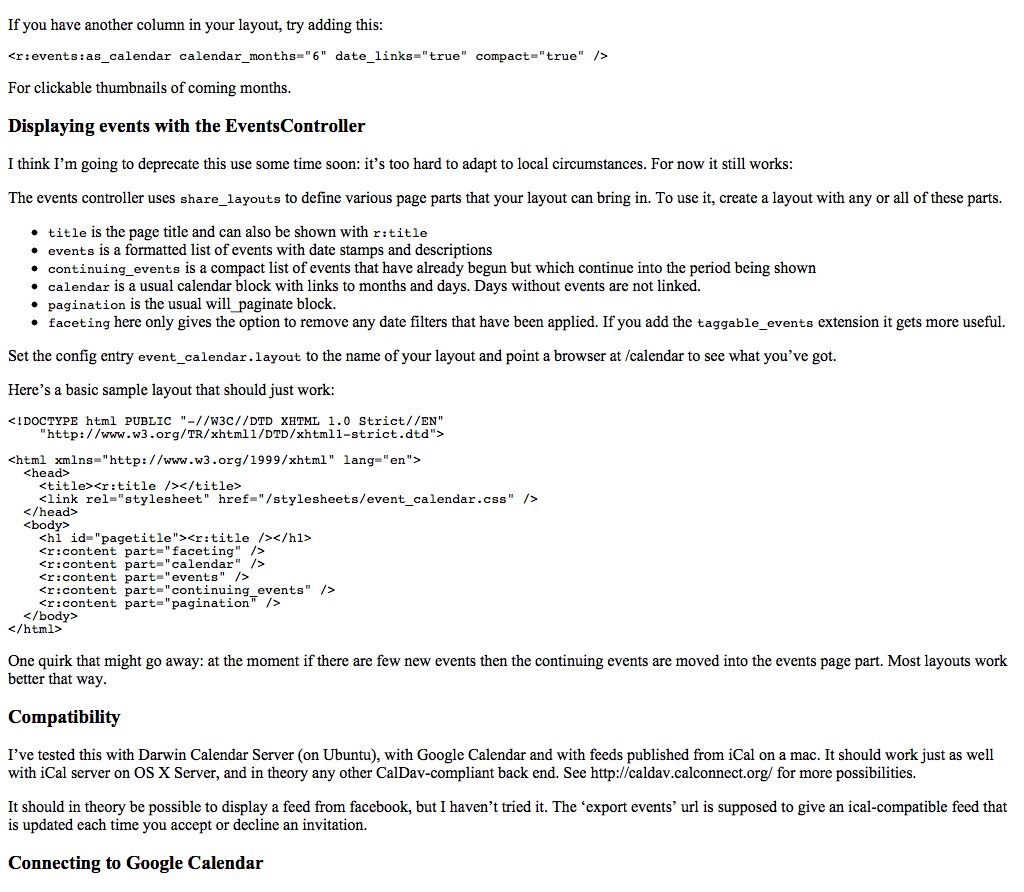 If you have another column in your layout, try adding this:
<r:events:as_calendar calendar_months="6" date_links="true" compact="true" />
For clickable thumbnails of coming months.
Displaying events with the EventsController
I think I’m going to deprecate this use some time soon: it’s too hard to adapt to local circumstances. For now it still works:
The events controller uses share_layouts to define various page parts that your layout can bring in. To use it, create a layout with any or all of these parts.
• title is the page title and can also be shown with r:title
• events is a formatted list of events with date stamps and descriptions
• continuing_events is a compact list of events that have already begun but which continue into the period being shown
• calendar is a usual calendar block with links to months and days. Days without events are not linked.
• pagination is the usual will_paginate block.
• faceting here only gives the option to remove any date filters that have been applied. If you add the taggable_events extension it gets more useful.
Set the config entry event_calendar.layout to the name of your layout and point a browser at /calendar to see what you’ve got.
Here’s a basic sample layout that should just work:
<!DOCTYPE html PUBLIC "-//W3C//DTD XHTML 1.0 Strict//EN"
    "http://www.w3.org/TR/xhtml1/DTD/xhtml1-strict.dtd">
<html xmlns="http://www.w3.org/1999/xhtml" lang="en">
  <head>
    <title><r:title /></title>
    <link rel="stylesheet" href="/stylesheets/event_calendar.css" />
  </head>
  <body>
    <h1 id="pagetitle"><r:title /></h1>
    <r:content part="faceting" />
    <r:content part="calendar" />
    <r:content part="events" />
    <r:content part="continuing_events" />
    <r:content part="pagination" />
  </body>
</html>
One quirk that might go away: at the moment if there are few new events then the continuing events are moved into the events page part. Most layouts work
better that way.
Compatibility
I’ve tested this with Darwin Calendar Server (on Ubuntu), with Google Calendar and with feeds published from iCal on a mac. It should work just as well
with iCal server on OS X Server, and in theory any other CalDav-compliant back end. See http://caldav.calconnect.org/ for more possibilities.
It should in theory be possible to display a feed from facebook, but I haven’t tried it. The ‘export events’ url is supposed to give an ical-compatible feed that
is updated each time you accept or decline an invitation.
Connecting to Google Calendar